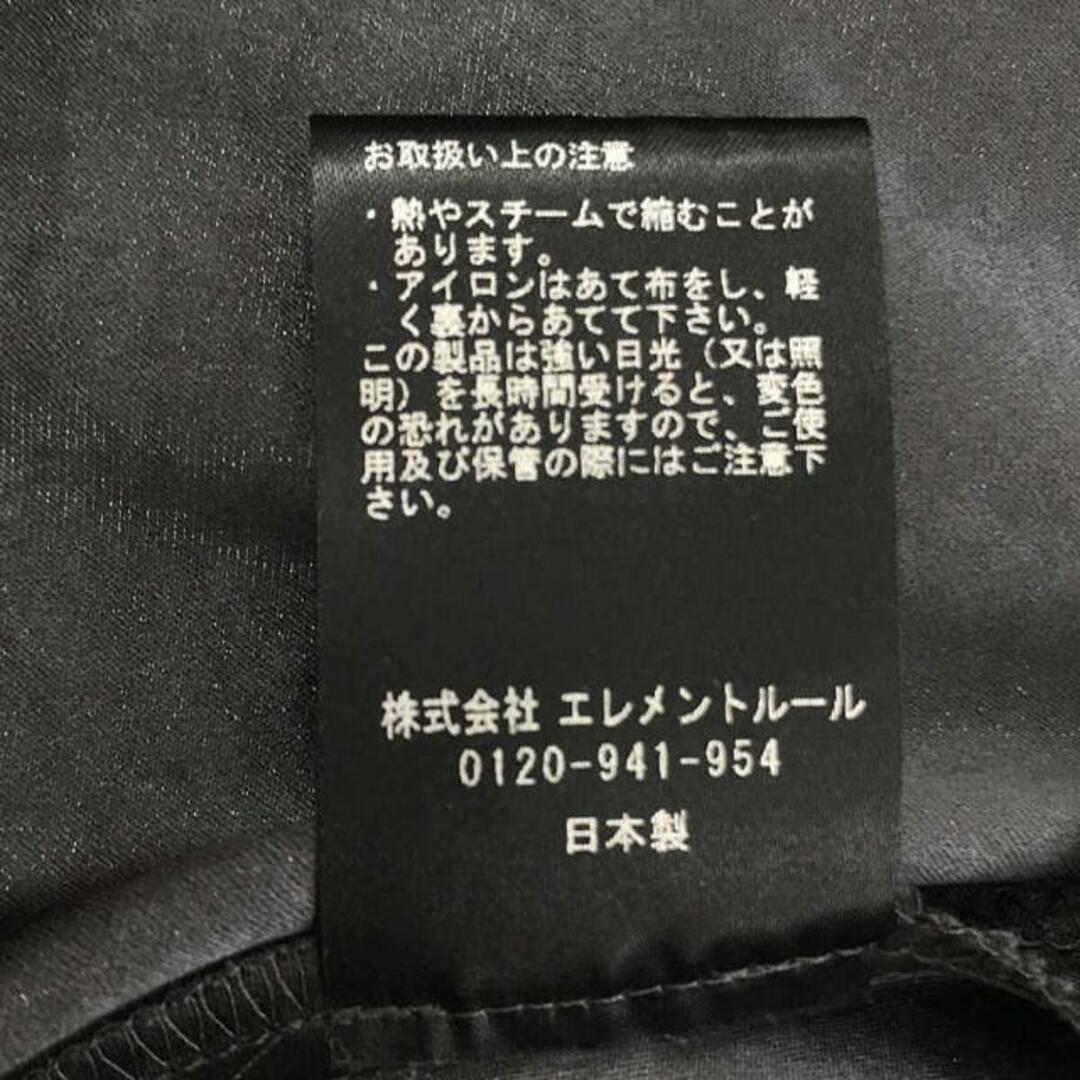 お取扱い上の注意
・熱やスチームで縮むことが
あります。
・アイロンはあて布をし、軽
く裏からあてて下さい。
この製品は強い日光（又は照
明）を長時間受けると、変色
の恐れがありますので、ご使
用及び保管の際にはご注意下
さい。
株式会社 エレメントルール
0120-941-954
日本製